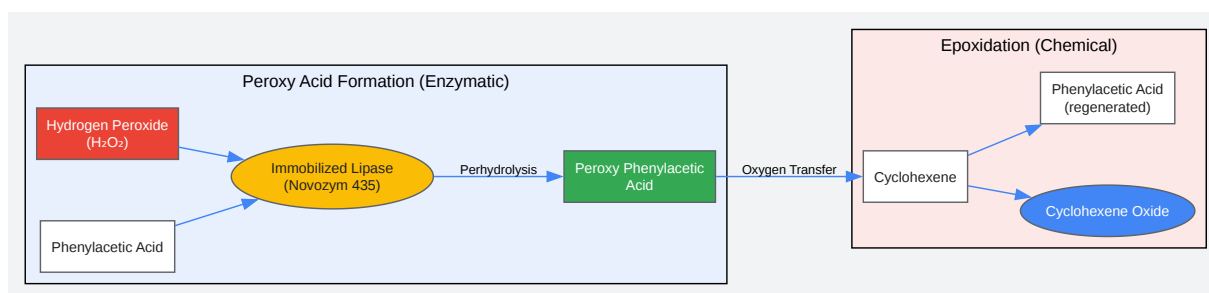 Epoxidation (Chemical)
Peroxy Acid Formation (Enzymatic)
Hydrogen Peroxide
(H₂O₂)
Phenylacetic Acid
Immobilized Lipase
(Novozym 435)
Perhydrolysis
Peroxy Phenylacetic
Acid
Oxygen Transfer
Cyclohexene
Phenylacetic Acid
(regenerated)
Cyclohexene Oxide